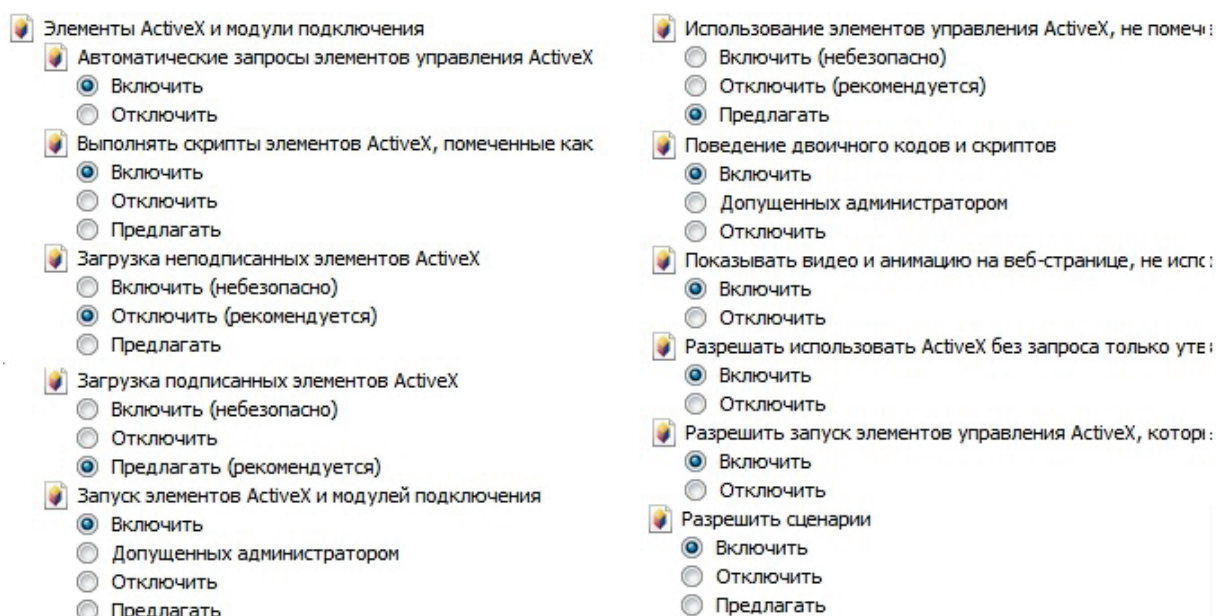 Элементы ActiveX и модули подключения
Автоматические запросы элементов управления ActiveX
Включить
Отключить
Выполнять скрипты элементов ActiveX, помеченные как
Включить
Отключить
Предлагать
Загрузка неподписанных элементов ActiveX
Включить (небезопасно)
Отключить (рекомендуется)
Предлагать
Загрузка подписанных элементов ActiveX
Включить (небезопасно)
Отключить
Предлагать (рекомендуется)
Запуск элементов ActiveX и модулей подключения
Включить
Допущенных администратором
Отключить
Предлагать
Использование элементов управления ActiveX, не
Включить (небезопасно)
Отключить (рекомендуется)
Предлагать
Поведение двоичного кодов и скриптов
Включить
Допущенных администратором
Отключить
Показывать видео и анимацию на веб-странице, не
Включить
Отключить
Разрешать использовать ActiveX без запроса только
Включить
Отключить
Разрешить запуск элементов управления ActiveX,
Включить
Отключить
Разрешить сценарии
Включить
Отключить
Предлагать